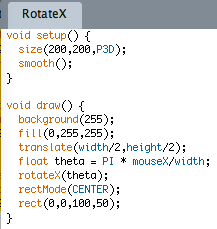 RotateX
void setup() {
  size(200,200,P3D);
  smooth();
}

void draw() {
  background(255);
  fill(0,255,255);
  translate(width/2,height/2);
  float theta = PI * mouseX/width;
  rotateX(theta);
  rectMode(CENTER);
  rect(0,0,100,50);
}